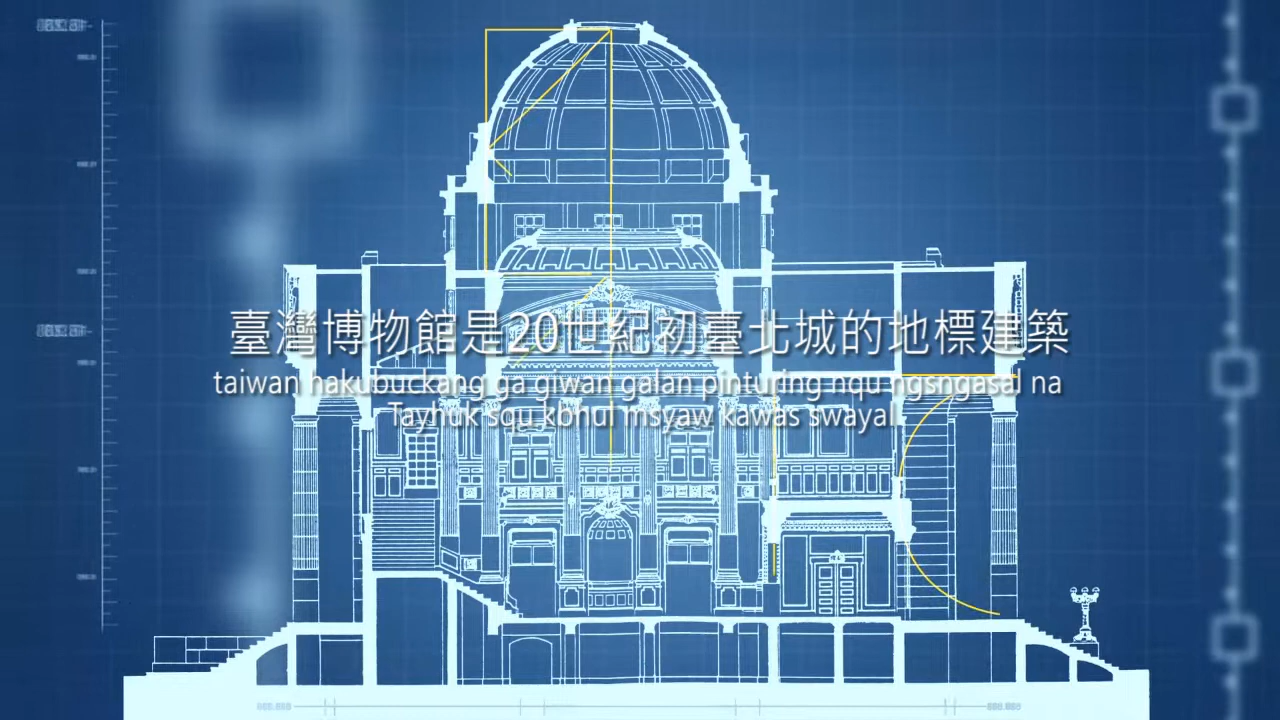 臺灣博物館是20世紀初臺北城的地標建築
taiwan hakubuckang ga giwan galan pinturing nqu ngsngasal na
Tayhuk squ kbhul msyaw kawas swayal.